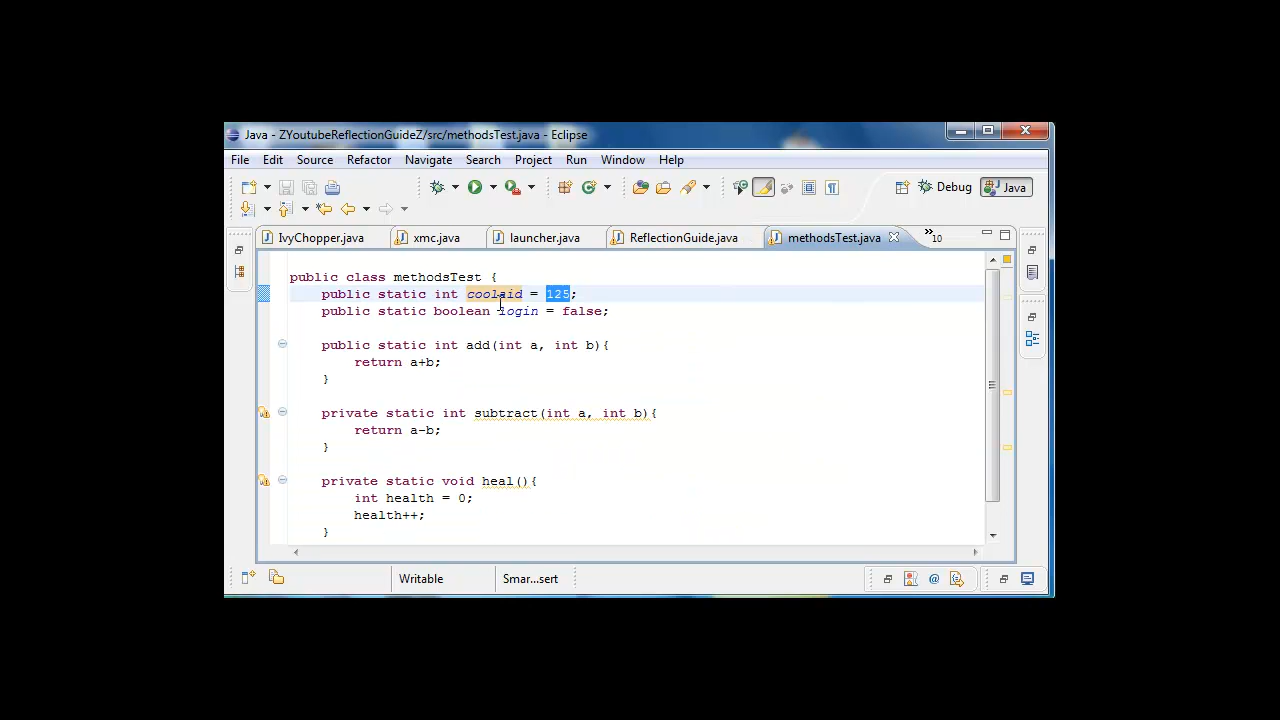 Java - ZYoutubeReflectionGuideZ/src/methodsTest.java - Eclipse
File Edit Source Refactor Navigate Search Project Run Window Help
Debug Java
IvyChopper.java xmc.java launcher.java ReflectionGuide.java methodsTest.java »10
public class methodsTest {
public static int coolaid = 125;
public static boolean login = false;
public static int add(int a, int b){
return a+b;
}
private static int subtract(int a, int b){
return a-b;
}
private static void heal(){
int health = 0;
health++;
}
Writable Smar...sert